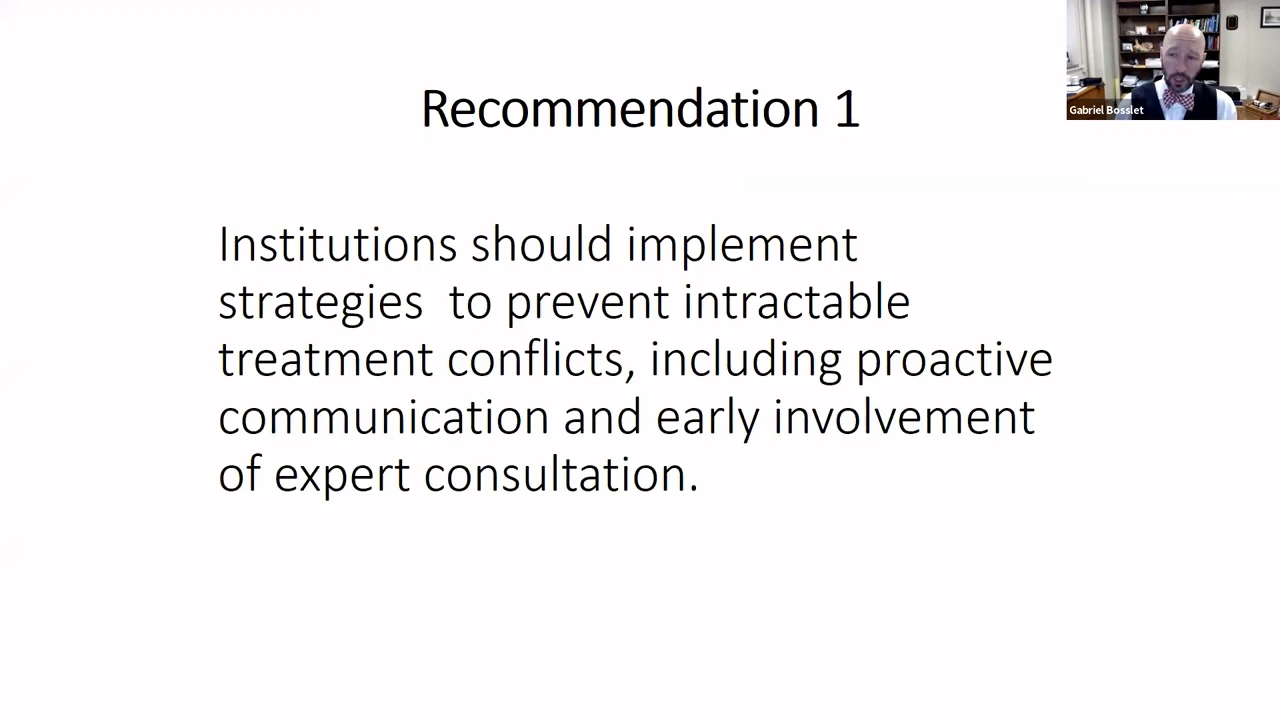 Recommendation 1
Gabriel Bosslet
Institutions should implement
strategies  to prevent intractable
treatment conflicts, including proactive
communication and early involvement
of expert consultation.